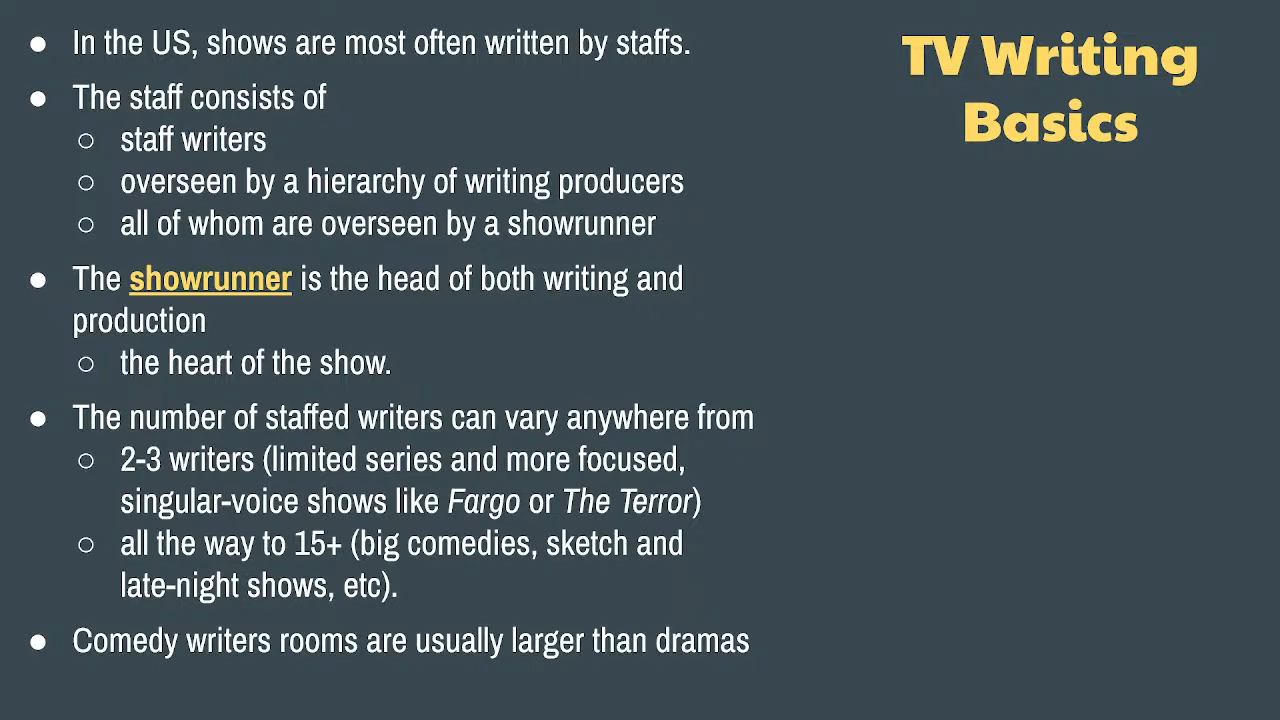 TV Writing
Basics
● In the US, shows are most often written by staffs.
● The staff consists of
○ staff writers
○ overseen by a hierarchy of writing producers
○ all of whom are overseen by a showrunner
● The showrunner is the head of both writing and
production
○ the heart of the show.
● The number of staffed writers can vary anywhere from
○ 2-3 writers (limited series and more focused,
singular-voice shows like Fargo or The Terror)
○ all the way to 15+ (big comedies, sketch and
late-night shows, etc).
● Comedy writers rooms are usually larger than dramas